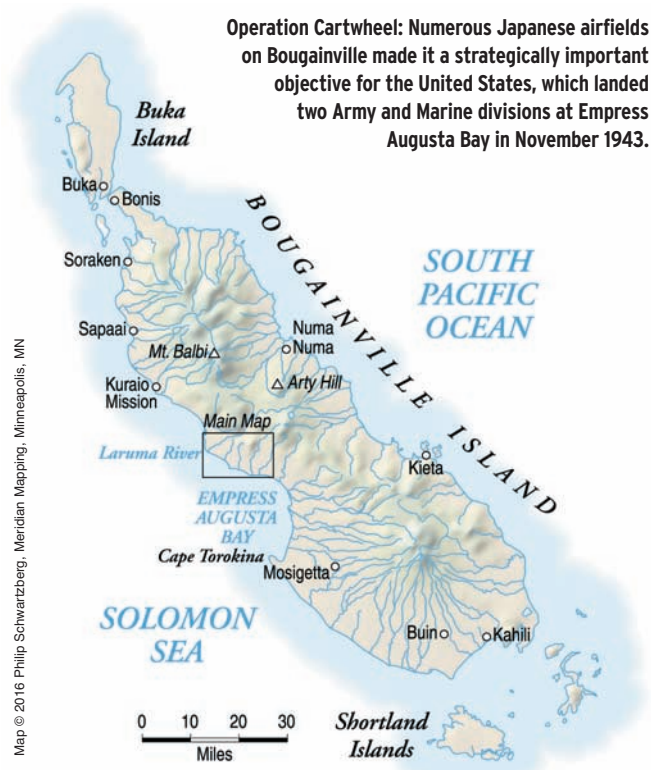 Operation Cartwheel: Numerous Japanese airfields
on Bougainville made it a strategically important
objective for the United States, which landed
two Army and Marine divisions at Empress
Augusta Bay in November 1943.
Buka
Island
Buka
Bonis
BOUGAINVILLE ISLAND
Soraken
SOUTH
PACIFIC
OCEAN
Sapaai
Mt. Balbi
Numa
Numa
Kuraio
Mission
Arty Hill
Main Map
Laruma River
Kieta
EMPRESS
AUGUSTA
BAY
Cape Torokina
Mosigetta
SOLOMON
SEA
Buin
Kahili
0 10 20 30
Miles
Shortland
Islands
Map © 2016 Philip Schwartzberg, Meridian Mapping, Minneapolis, MN